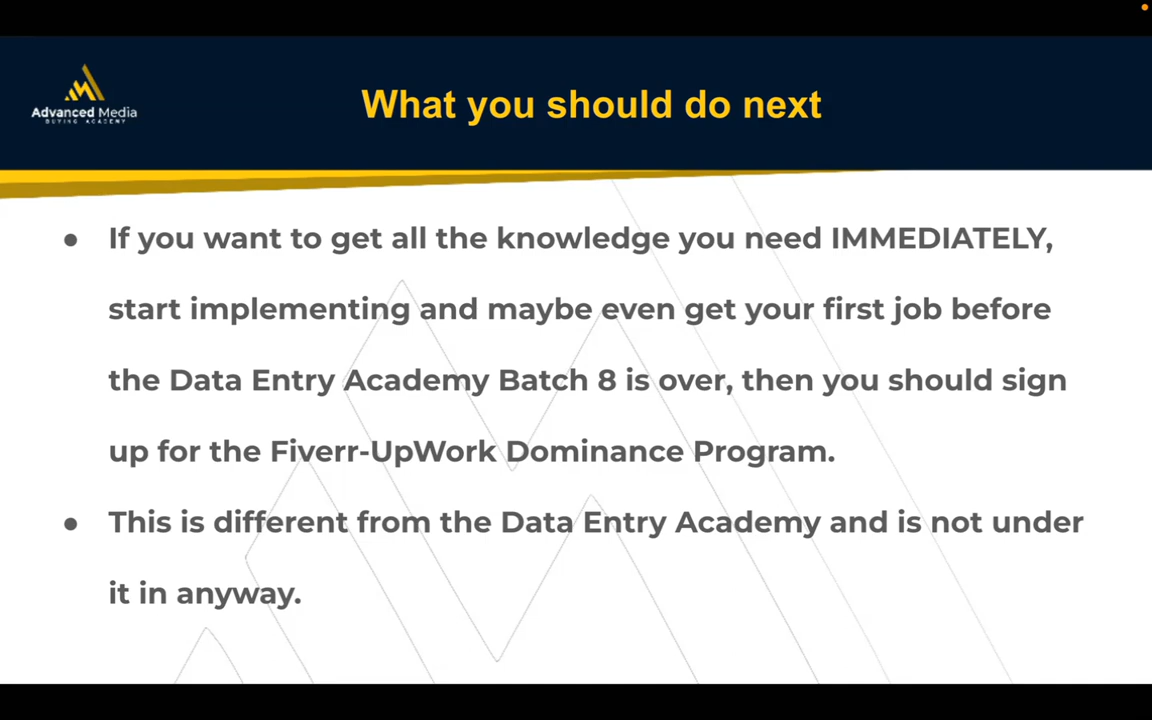 Advanced Media
BUYING ACADEMY
What you should do next
● If you want to get all the knowledge you need IMMEDIATELY,
start implementing and maybe even get your first job before
the Data Entry Academy Batch 8 is over, then you should sign
up for the Fiverr-UpWork Dominance Program.
● This is different from the Data Entry Academy and is not under
it in anyway.